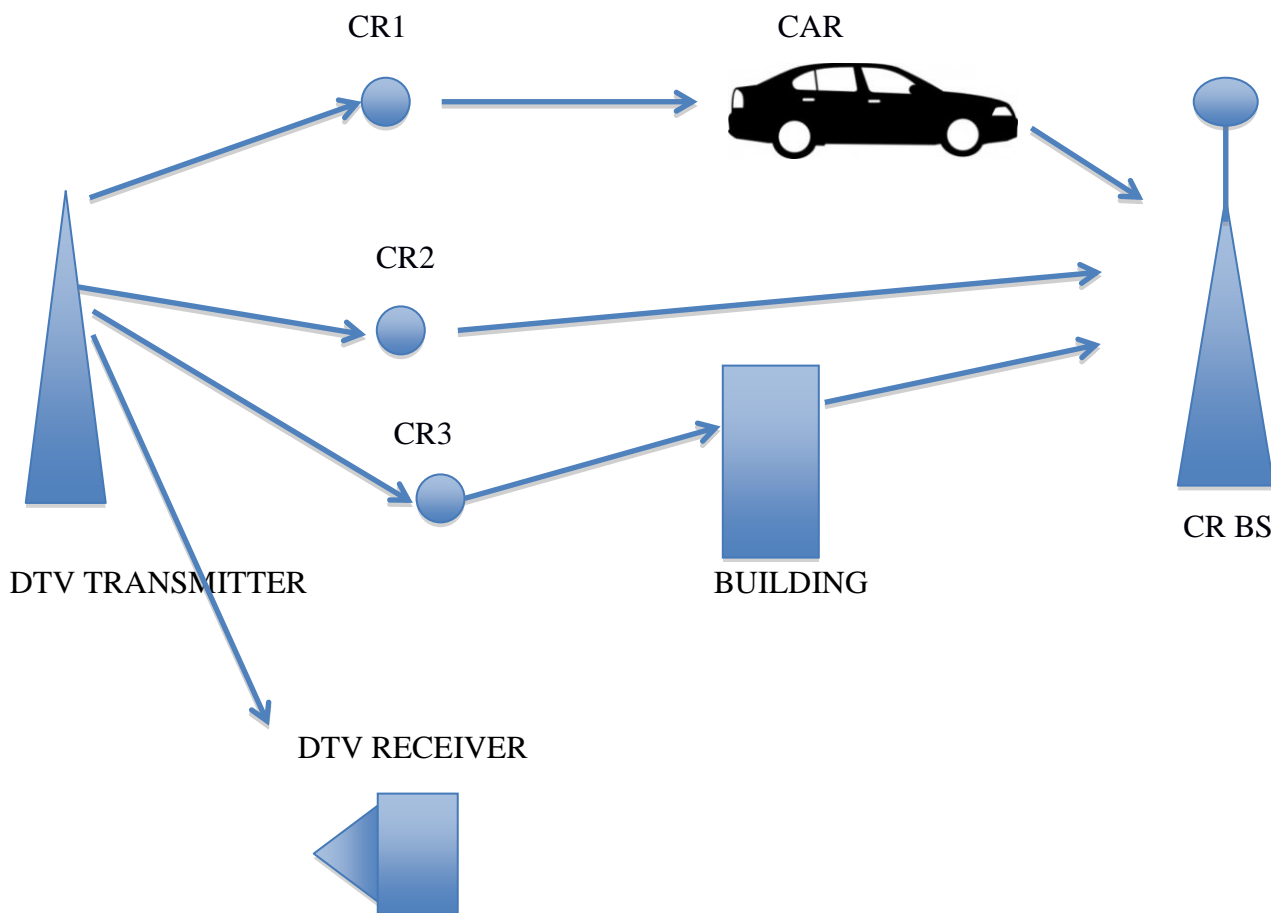 CR1
CAR
CR2
CR3
CR BS
DTV TRANSMITTER
BUILDING
DTV RECEIVER